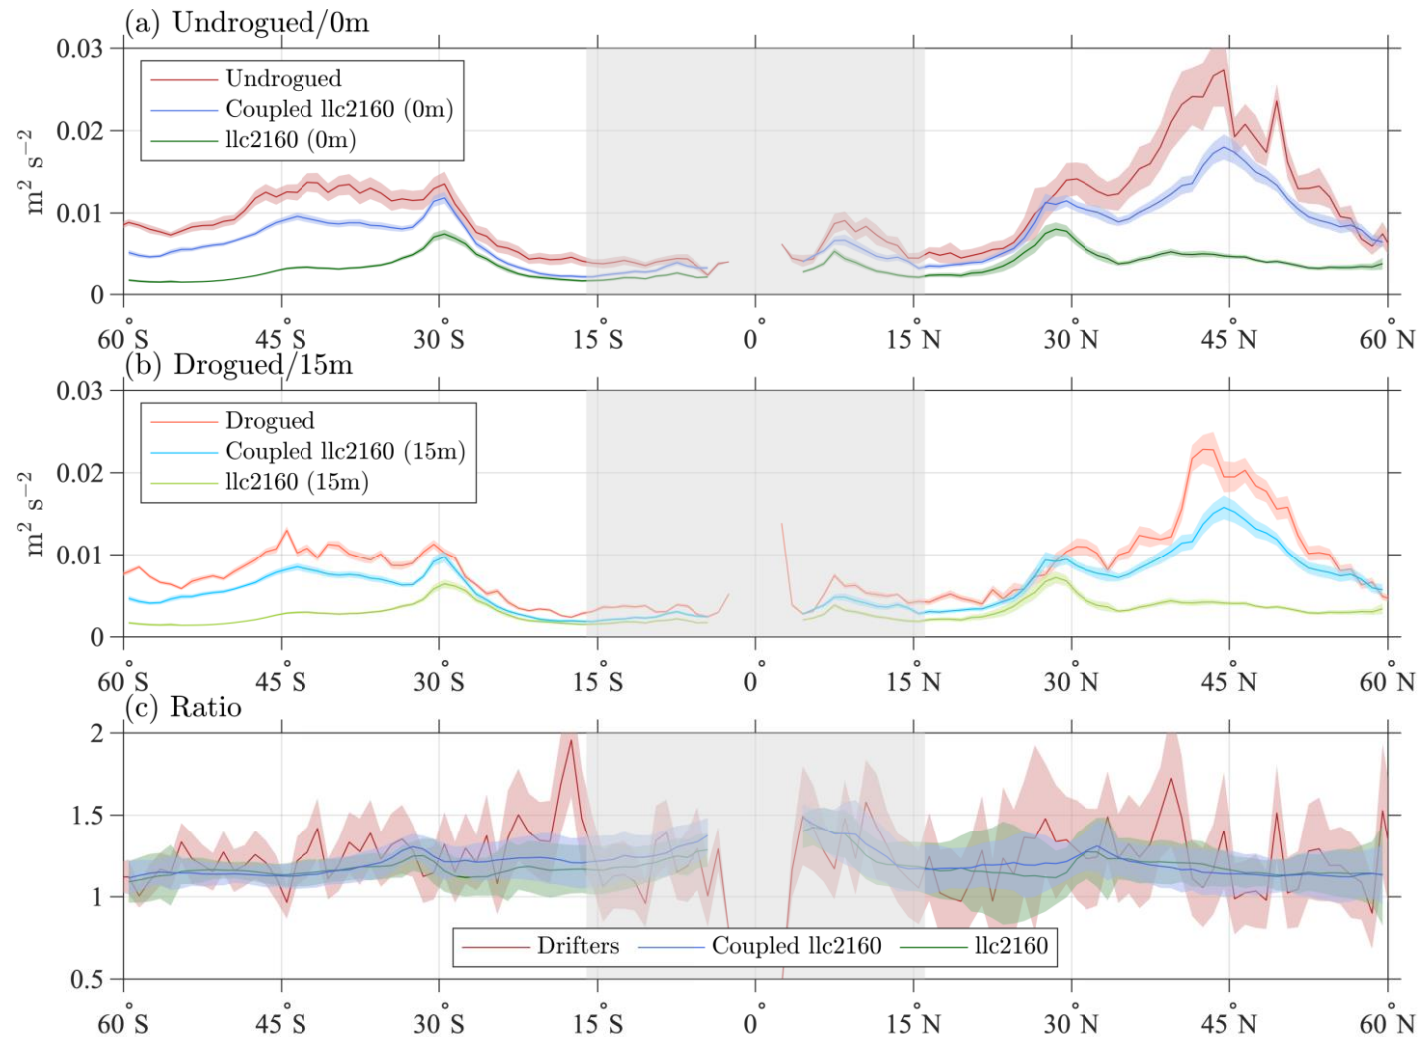 (a) Undrogued/0m
0.03
0.02
0.01
0
m² s⁻²
Undrogued
Coupled llc2160 (0m)
llc2160 (0m)
60°S 45°S 30°S 15°S 0° 15°N 30°N 45°N 60°N
(b) Drogued/15m
0.03
0.02
0.01
0
m² s⁻²
Drogued
Coupled llc2160 (15m)
llc2160 (15m)
60°S 45°S 30°S 15°S 0° 15°N 30°N 45°N 60°N
(c) Ratio
2
1.5
1
0.5
Drifters Coupled llc2160 llc2160
60°S 45°S 30°S 15°S 0° 15°N 30°N 45°N 60°N